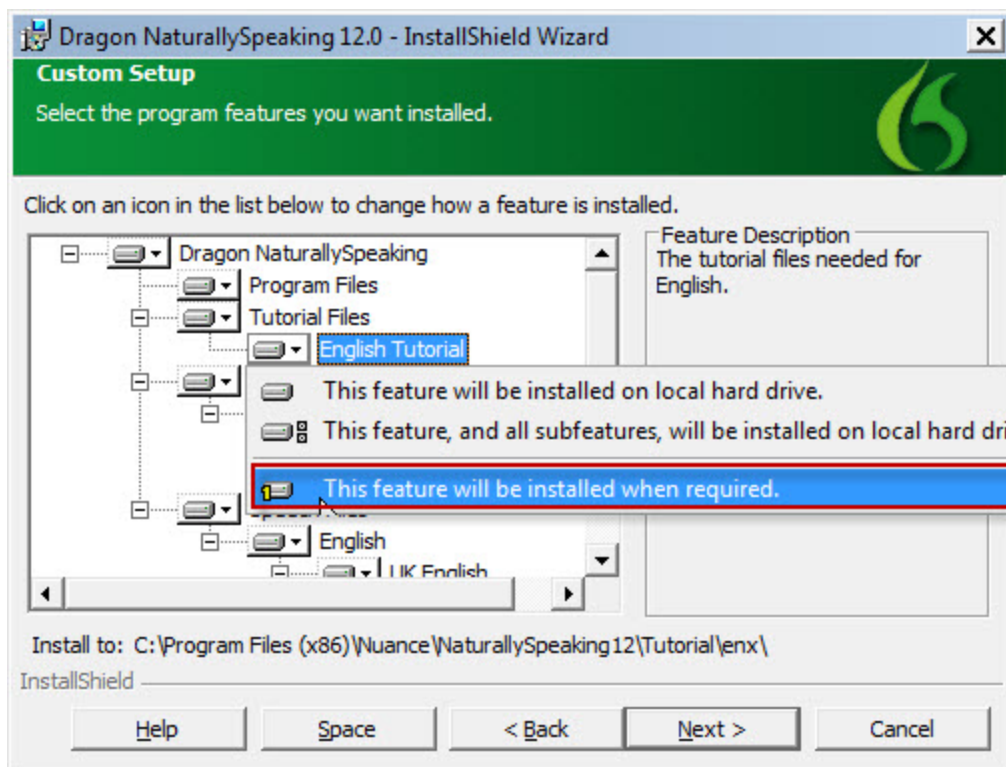 Dragon NaturallySpeaking 12.0 - InstallShield Wizard
Custom Setup
Select the program features you want installed.
Click on an icon in the list below to change how a feature is installed.
Dragon NaturallySpeaking
Program Files
Tutorial Files
English Tutorial
Feature Description
The tutorial files needed for
English.
This feature will be installed on local hard drive.
This feature, and all subfeatures, will be installed on local hard
This feature will be installed when required.
English
UK English
Install to: C:\Program Files (x86)\Nuance\NaturallySpeaking12\Tutorial\enx\
InstallShield
Help
Space
< Back
Next >
Cancel